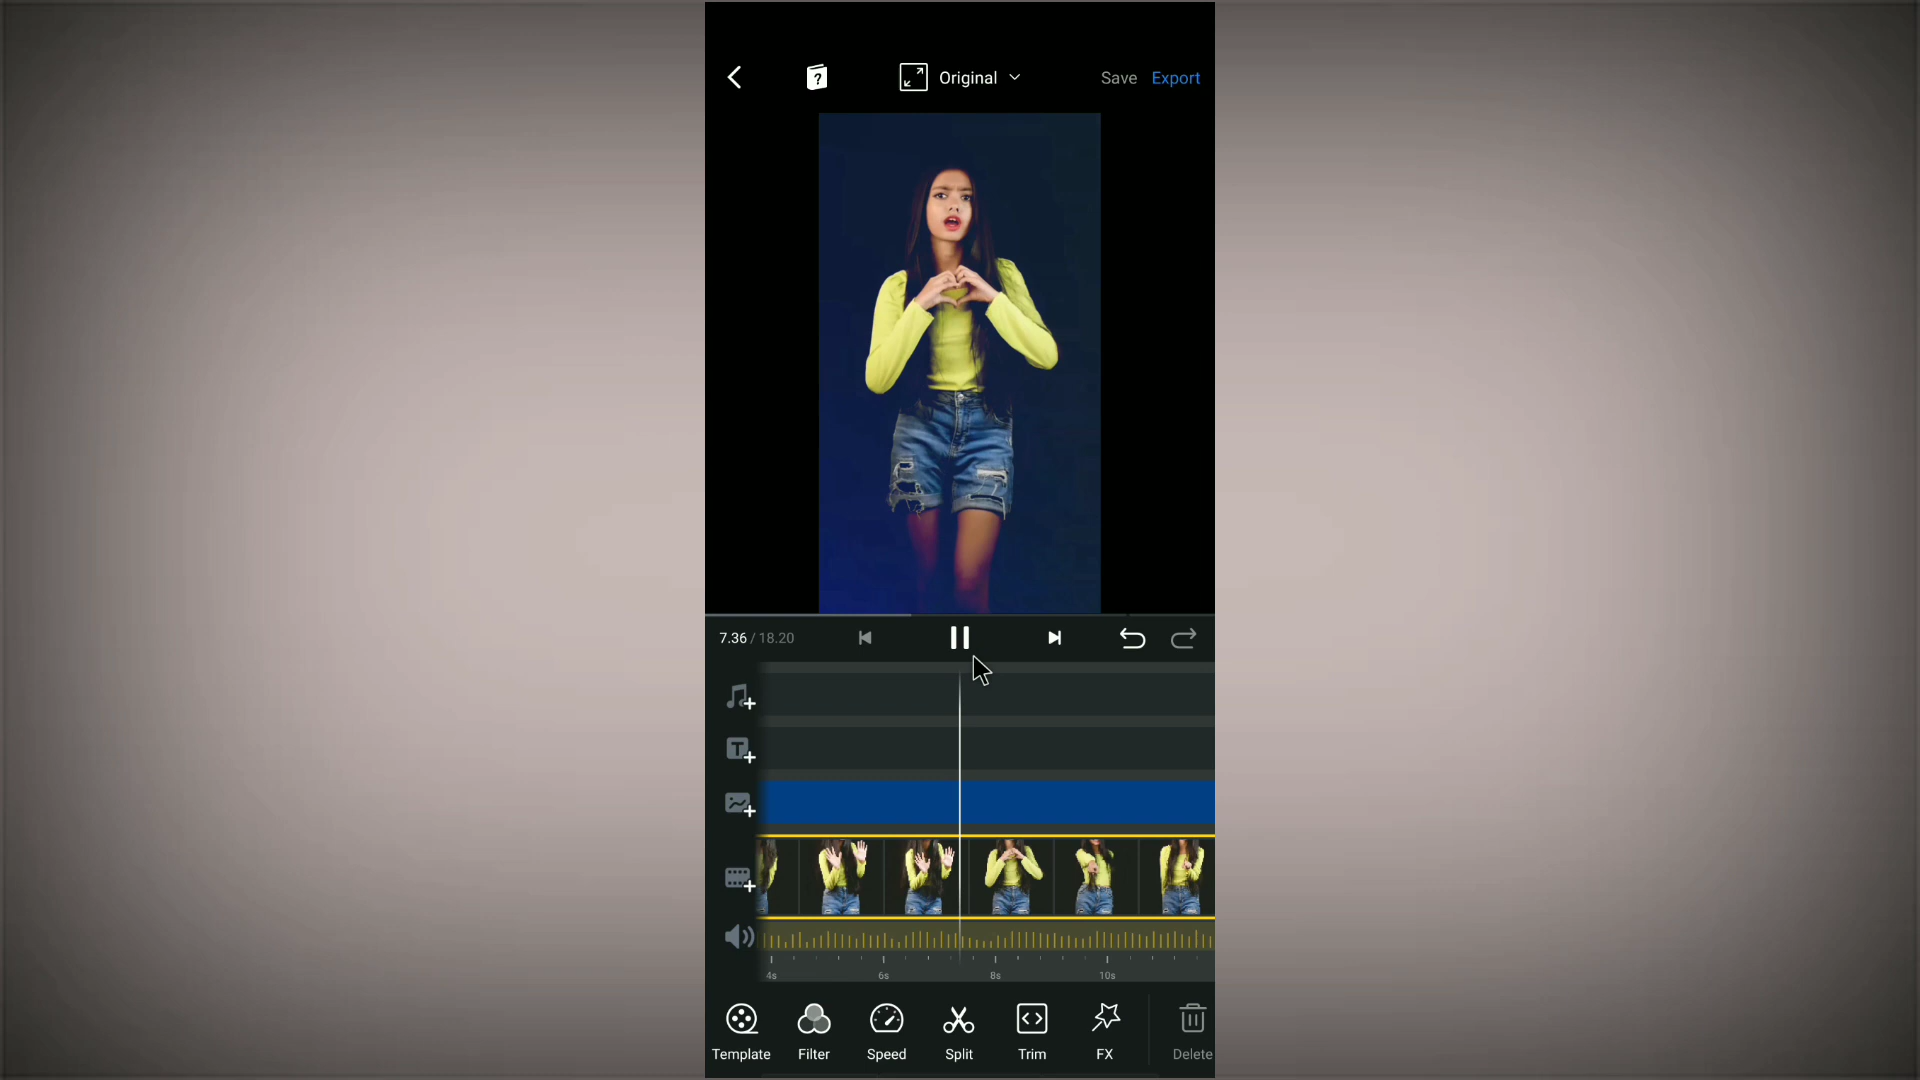 Original Save Export
7.36 / 18.20
4s 6s 8s 10s
Template Filter Speed Split Trim FX Delete